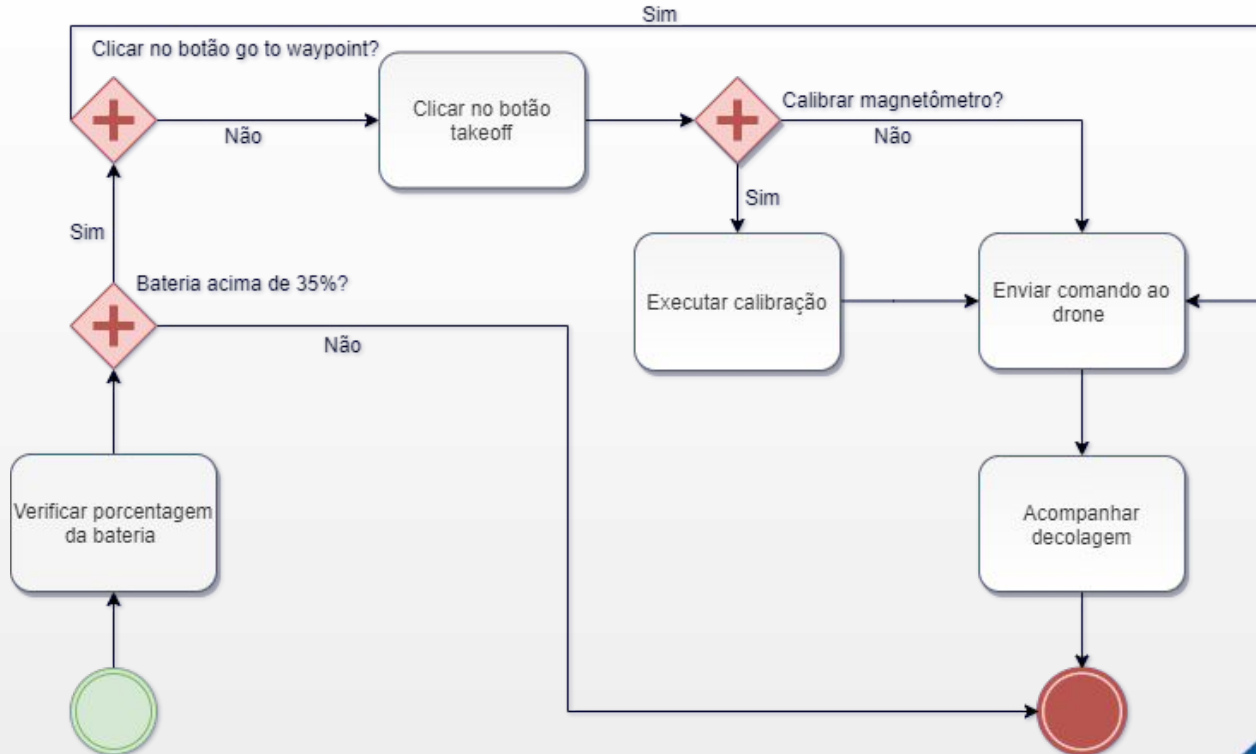 Sim
Clicar no botão go to waypoint?
Clicar no botão
takeoff
Calibrar magnetômetro?
Não
Não
Sim
Sim
Bateria acima de 35%?
Executar calibração
Enviar comando ao
drone
Não
Verificar porcentagem
da bateria
Acompanhar
decolagem